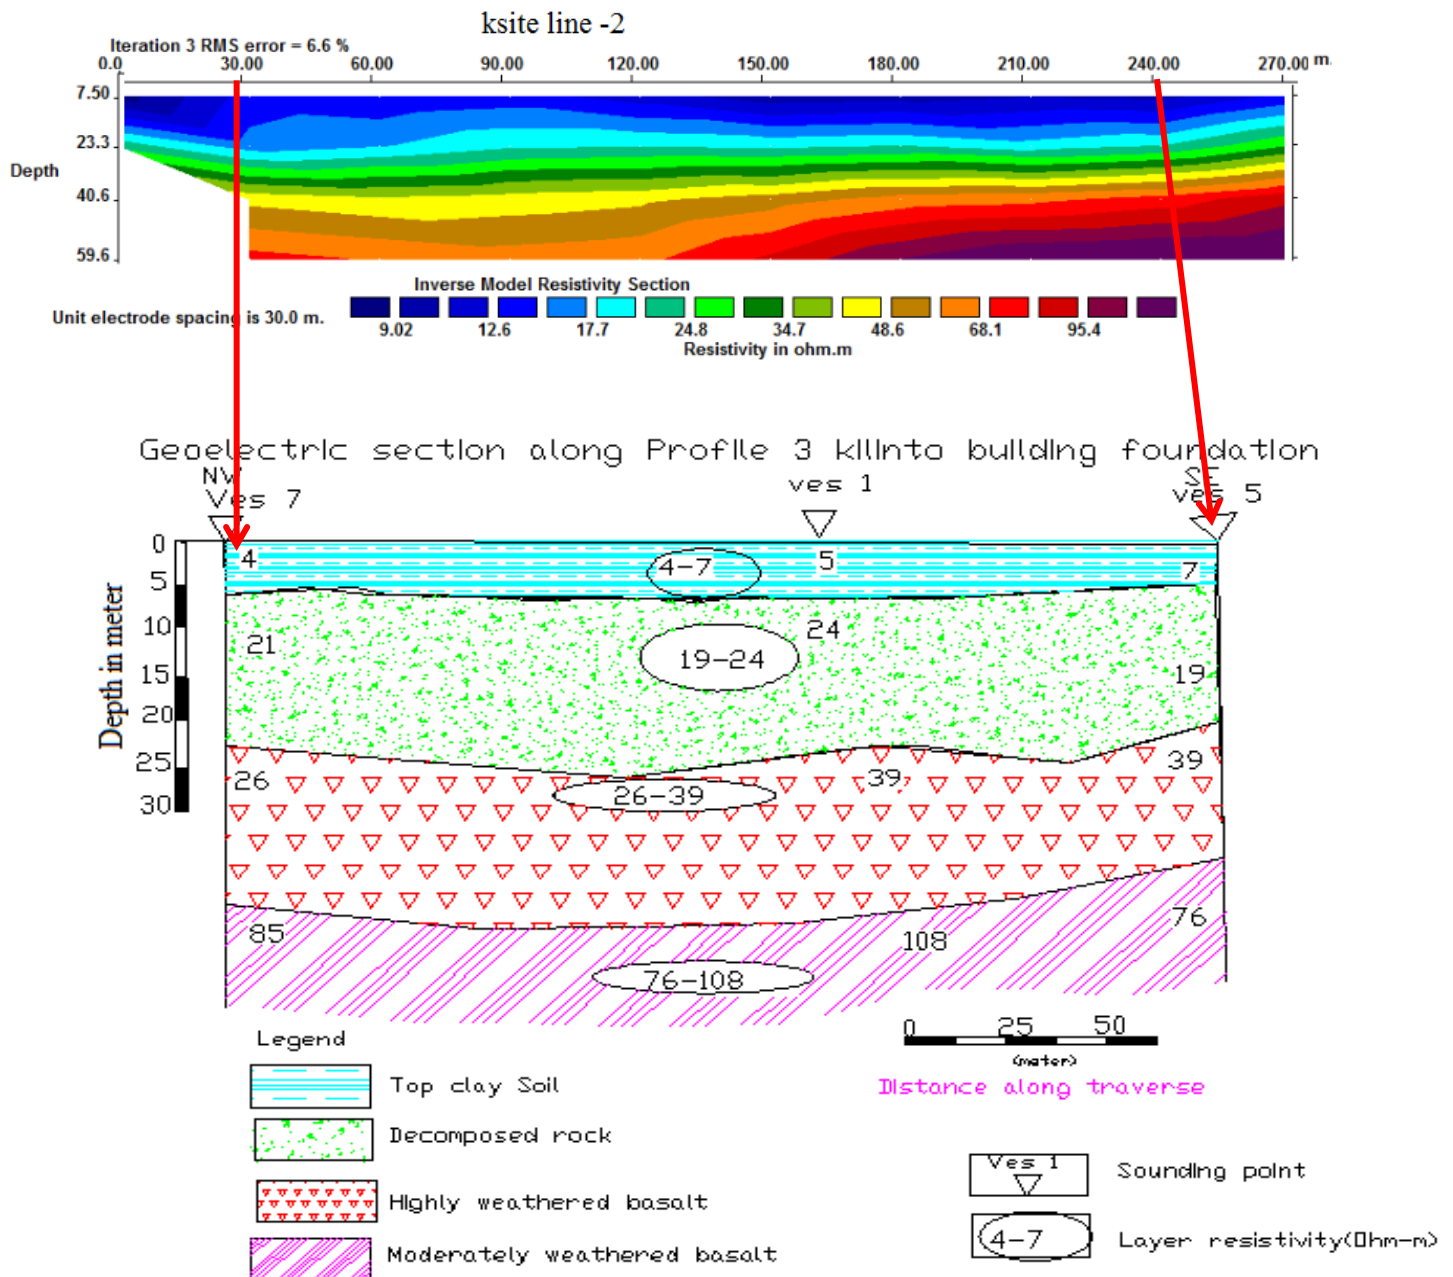 ksite line -2
Iteration 3 RMS error = 6.6 %
0.0 30.00 60.00 90.00 120.00 150.00 180.00 210.00 240.00 270.00 m.
7.50
23.3
Depth
40.6
59.6
Inverse Model Resistivity Section
Unit electrode spacing is 30.0 m.
9.02 12.6 17.7 24.8 34.7 48.6 68.1 95.4
Resistivity in ohm.m
Geoelectric section along Profile 3 killinto building foundation
NW SE
Ves 7 ves 1 ves 5
Depth in meter
0
5
10
15
20
25
30
4 4-7 5 7
21 19-24 24 19
26 26-39 39 39
85 76-108 108 76
Legend
Top clay Soil
Decomposed rock
Highly weathered basalt
Moderately weathered basalt
0 25 50
(meter)
Distance along traverse
Ves 1 Sounding point
4-7 Layer resistivity(Ohm-m)